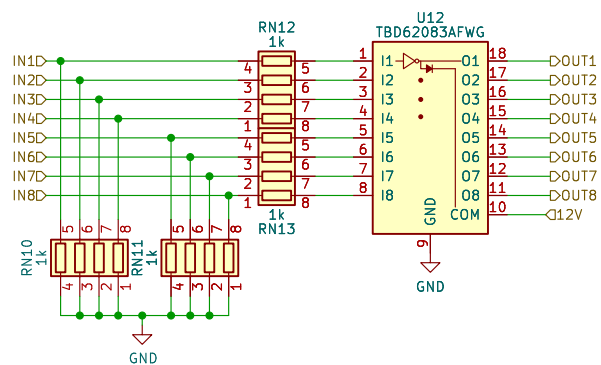 U12
TBD62083AFWG
RN12
1k
IN1 4 5 1 I1 O1 18 OUT1
IN2 3 6 2 I2 O2 17 OUT2
IN3 2 7 3 I3 O3 16 OUT3
IN4 1 8 4 I4 O4 15 OUT4
IN5 4 5 5 I5 O5 14 OUT5
IN6 3 6 6 I6 O6 13 OUT6
IN7 2 7 7 I7 O7 12 OUT7
IN8 1 8 8 I8 O8 11 OUT8
1k
RN13
GND COM 10 12V
9
GND
5 6 7 8
RN10
1k
4 3 2 1
5 6 7 8
RN11
1k
4 3 2 1
GND